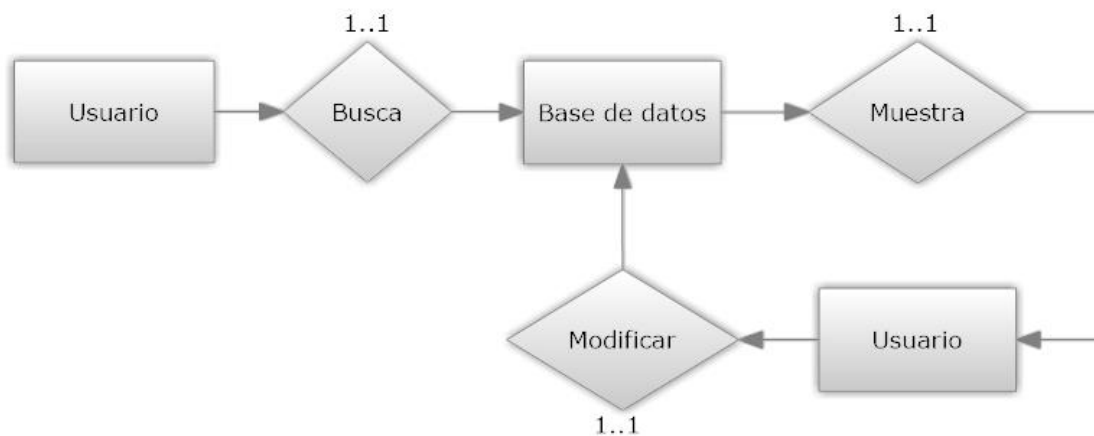 1..1
1..1
Usuario
Busca
Base de datos
Muestra
Modificar
Usuario
1..1